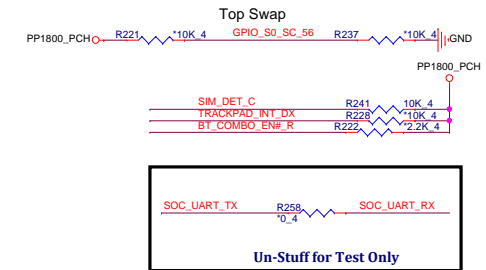 Top Swap
PP1800_PCH R221 *10K_4 GPIO_S0_SC_56 R237 *10K_4 GND
PP1800_PCH
SIM_DET_C R241 10K_4
TRACKPAD_INT_DX R228 *10K_4
BT_COMBO_EN#_R R222 *2.2K_4
SOC_UART_TX R258 SOC_UART_RX
*0_4
Un-Stuff for Test Only